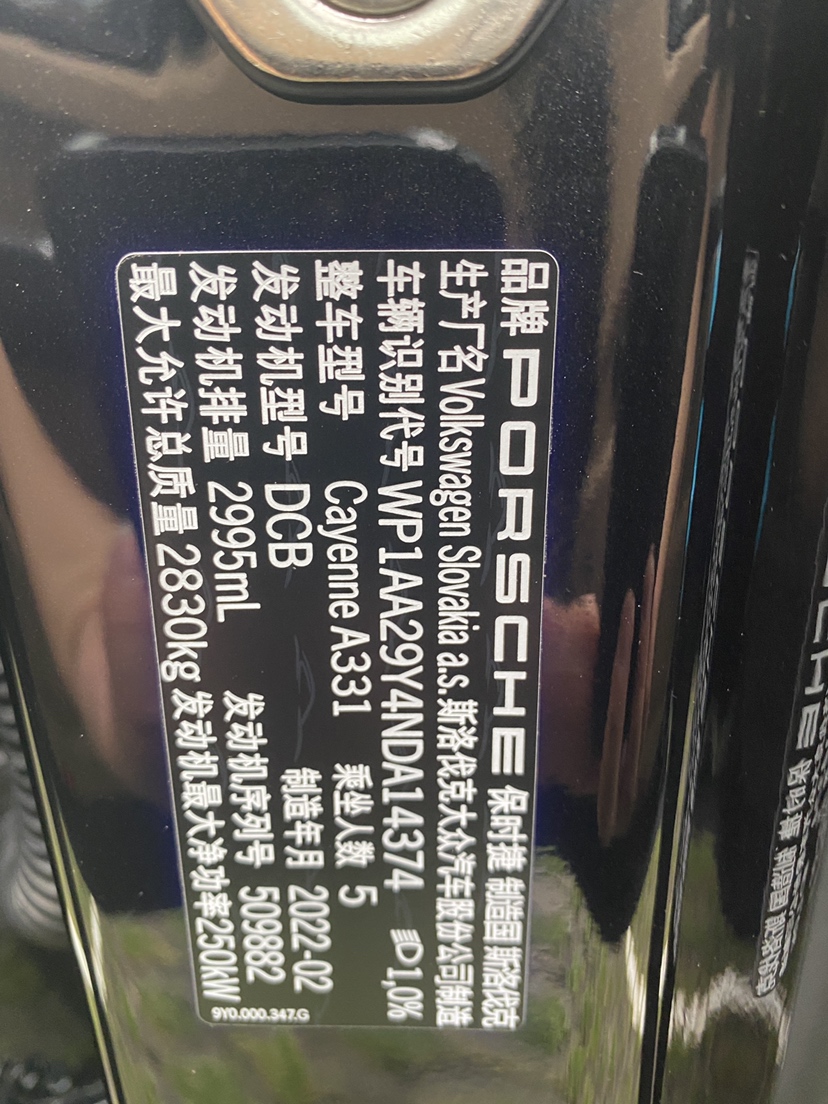 品牌 PORSCHE 保时捷 制造国 斯洛伐克
生产厂名 Volkswagen Slovakia a.s. 斯洛伐克大众汽车股份公司制造
车辆识别代号 WP1AA29Y4NDA14374 1,0%
整车型号 Cayenne A331 乘坐人数 5
发动机型号 DCB 制造年月 2022-02
发动机排量 2995mL 发动机序列号 509882
最大允许总质量 2830kg 发动机最大净功率250kW
9Y0.000.347.G